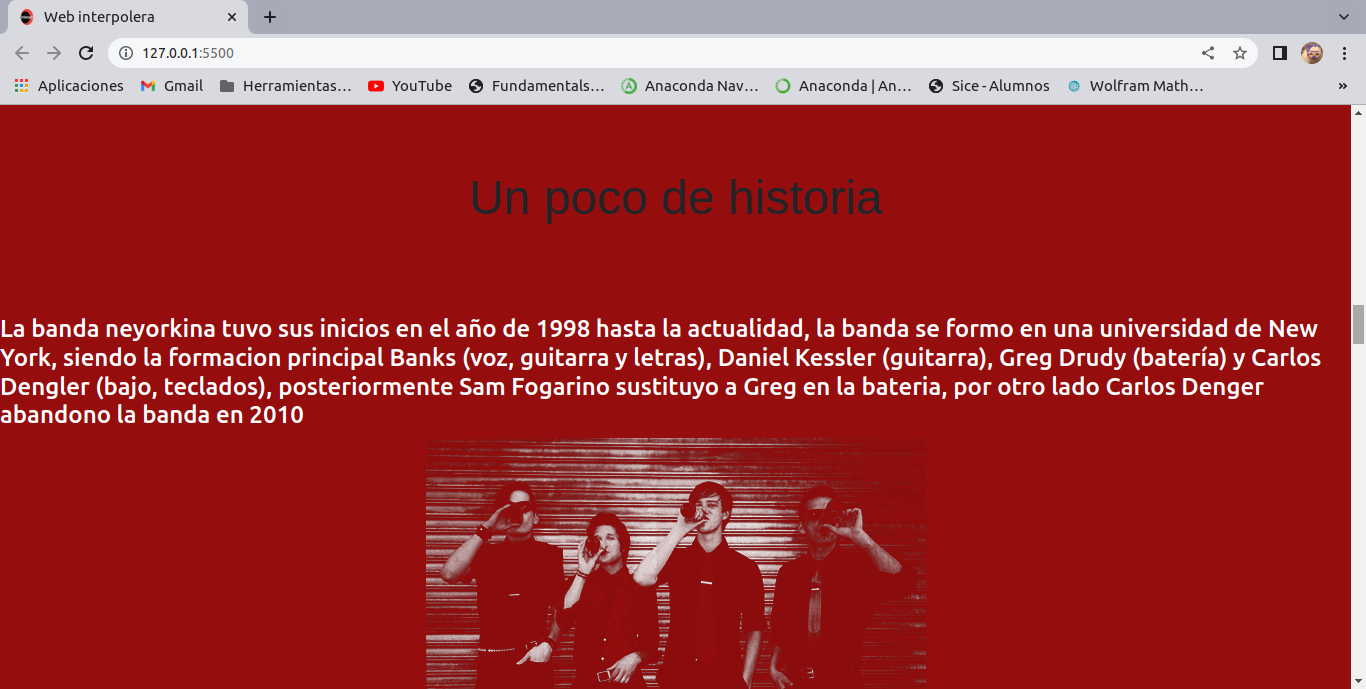 Web interpolera
127.0.0.1:5500
Aplicaciones Gmail Herramientas… YouTube Fundamentals… Anaconda Nav… Anaconda | An… Sice - Alumnos Wolfram Math… »
Un poco de historia
La banda neyorkina tuvo sus inicios en el año de 1998 hasta la actualidad, la banda se formo en una universidad de New
York, siendo la formacion principal Banks (voz, guitarra y letras), Daniel Kessler (guitarra), Greg Drudy (batería) y Carlos
Dengler (bajo, teclados), posteriormente Sam Fogarino sustituyo a Greg en la bateria, por otro lado Carlos Denger
abandono la banda en 2010